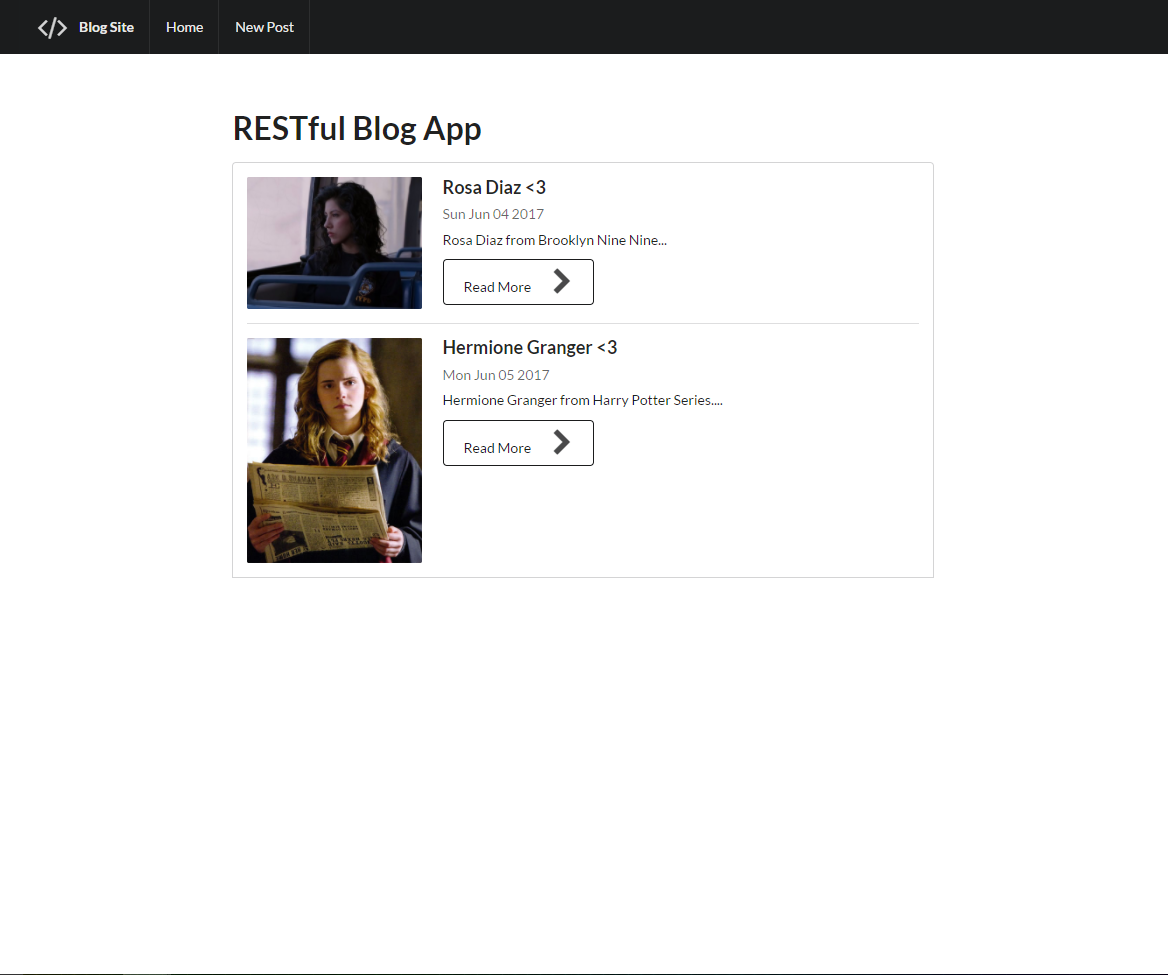 </> Blog Site Home New Post
RESTful Blog App
Rosa Diaz <3
Sun Jun 04 2017
Rosa Diaz from Brooklyn Nine Nine...
Read More
Hermione Granger <3
Mon Jun 05 2017
Hermione Granger from Harry Potter Series....
Read More